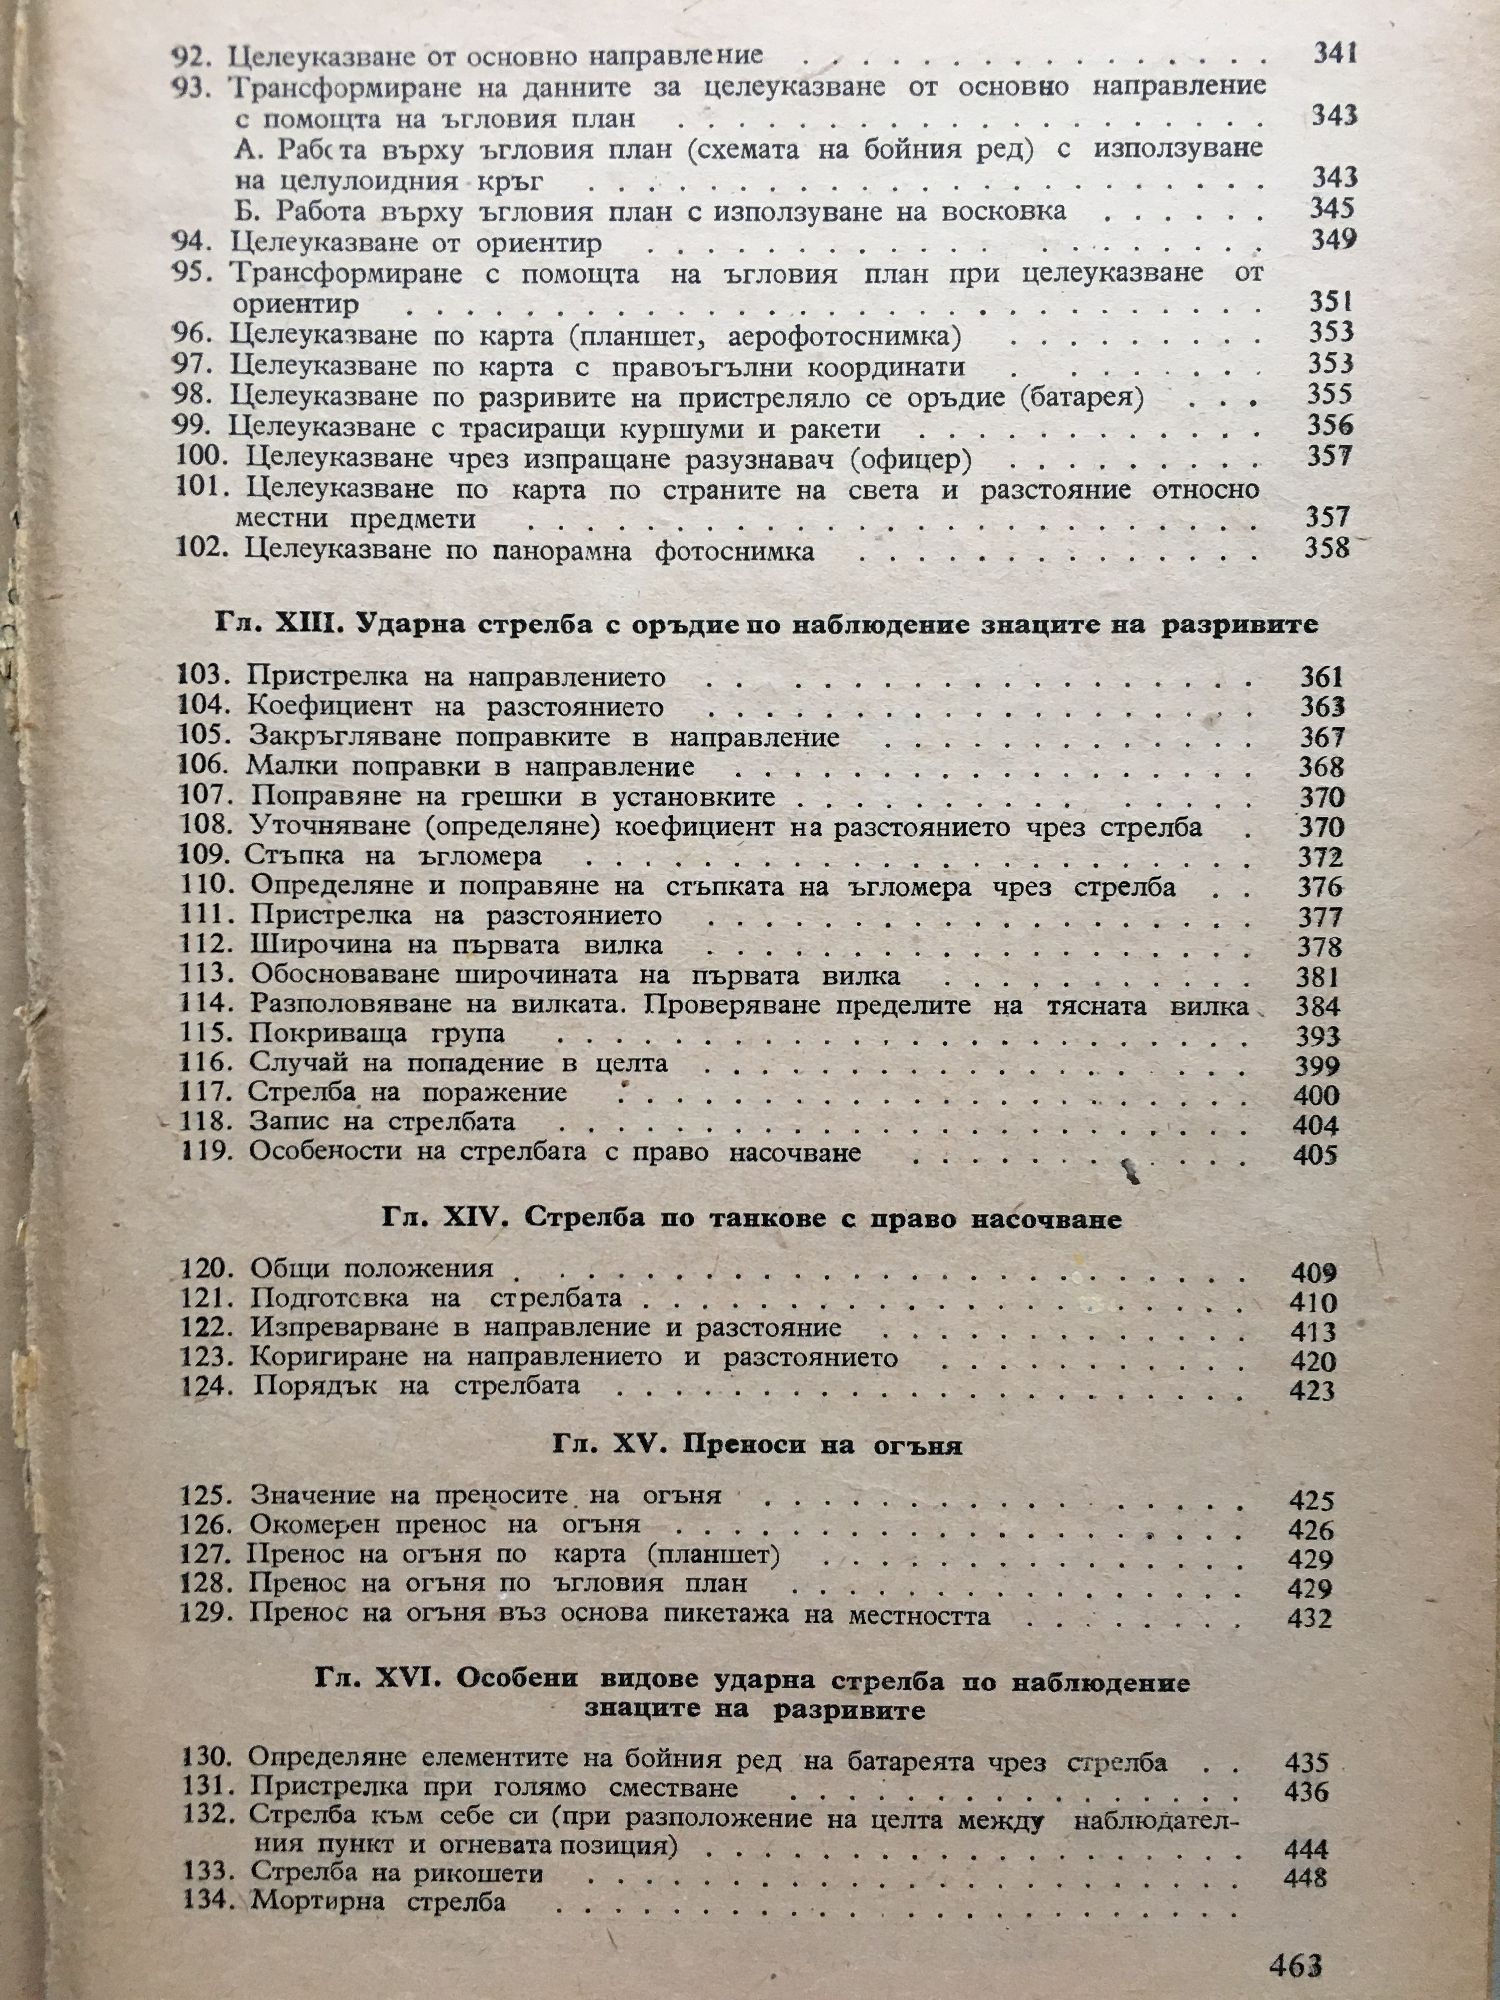 92. Целеуказване от основно направление . . . . . . . . . . . . . . . . 341
93. Трансформиране на данните за целеуказване от основно направление
с помощта на ъгловия план . . . . . . . . . . . . . . . . . . . . 343
А. Работа върху ъгловия план (схемата на бойния ред) с използуване
на целулоидния кръг . . . . . . . . . . . . . . . . . . . . . . . 343
Б. Работа върху ъгловия план с използуване на восковка . . . . . . 345
94. Целеуказване от ориентир . . . . . . . . . . . . . . . . . . . . . 349
95. Трансформиране с помощта на ъгловия план при целеуказване от
ориентир . . . . . . . . . . . . . . . . . . . . . . . . . . . . . 351
96. Целеуказване по карта (планшет, аерофотоснимка) . . . . . . . . . 353
97. Целеуказване по карта с правоъгълни координати . . . . . . . . 353
98. Целеуказване по разривите на пристреляло се оръдие (батарея) . . . 355
99. Целеуказване с трасиращи куршуми и ракети . . . . . . . . . . . . 356
100. Целеуказване чрез изпращане разузнавач (офицер) . . . . . . . . . 357
101. Целеуказване по карта по страните на света и разстояние относно
местни предмети . . . . . . . . . . . . . . . . . . . . . . . . . 357
102. Целеуказване по панорамна фотоснимка . . . . . . . . . . . . . . 358
Гл. XIII. Ударна стрелба с оръдие по наблюдение знаците на разривите
103. Пристрелка на направлението . . . . . . . . . . . . . . . . . . 361
104. Коефициент на разстоянието . . . . . . . . . . . . . . . . . . . 363
105. Закръгляване поправките в направление . . . . . . . . . . . . . 367
106. Малки поправки в направление . . . . . . . . . . . . . . . . . . 368
107. Поправяне на грешки в установките . . . . . . . . . . . . . . . 370
108. Уточняване (определяне) коефициент на разстоянието чрез стрелба . 370
109. Стъпка на ъгломера . . . . . . . . . . . . . . . . . . . . . . . 372
110. Определяне и поправяне на стъпката на ъгломера чрез стрелба . . 376
111. Пристрелка на разстоянието . . . . . . . . . . . . . . . . . . . 377
112. Широчина на първата вилка . . . . . . . . . . . . . . . . . . . 378
113. Обосноваване широчината на първата вилка . . . . . . . . . . . 381
114. Разполовяване на вилката. Проверяване пределите на тясната вилка . 384
115. Покриваща група . . . . . . . . . . . . . . . . . . . . . . . . 393
116. Случай на попадение в целта . . . . . . . . . . . . . . . . . . 399
117. Стрелба на поражение . . . . . . . . . . . . . . . . . . . . . . 400
118. Запис на стрелбата . . . . . . . . . . . . . . . . . . . . . . . 404
119. Особености на стрелбата с право насочване . . . . . . . . . . . . 405
Гл. XIV. Стрелба по танкове с право насочване
120. Общи положения . . . . . . . . . . . . . . . . . . . . . . . . . 409
121. Подготовка на стрелбата . . . . . . . . . . . . . . . . . . . . . 410
122. Изпреварване в направление и разстояние . . . . . . . . . . . . . 413
123. Коригиране на направлението и разстоянието . . . . . . . . . . . 420
124. Порядък на стрелбата . . . . . . . . . . . . . . . . . . . . . . 423
Гл. XV. Преноси на огъня
125. Значение на преносите на огъня . . . . . . . . . . . . . . . . 425
126. Окомерен пренос на огъня . . . . . . . . . . . . . . . . . . . . 426
127. Пренос на огъня по карта (планшет) . . . . . . . . . . . . . . . 429
128. Пренос на огъня по ъгловия план . . . . . . . . . . . . . . . . 429
129. Пренос на огъня въз основа пикетажа на местността . . . . . . . . 432
Гл. XVI. Особени видове ударна стрелба по наблюдение
знаците на разривите
130. Определяне елементите на бойния ред на батареята чрез стрелба . . 435
131. Пристрелка при голямо сместване . . . . . . . . . . . . . . . . 436
132. Стрелба към себе си (при разположение на целта между наблюдател-
ния пункт и огневата позиция) . . . . . . . . . . . . . . . . . . . 444
133. Стрелба на рикошети . . . . . . . . . . . . . . . . . . . . . . . 448
134. Мортирна стрелба . . . . . . . . . . . . . . . . . . . . . . . .
463